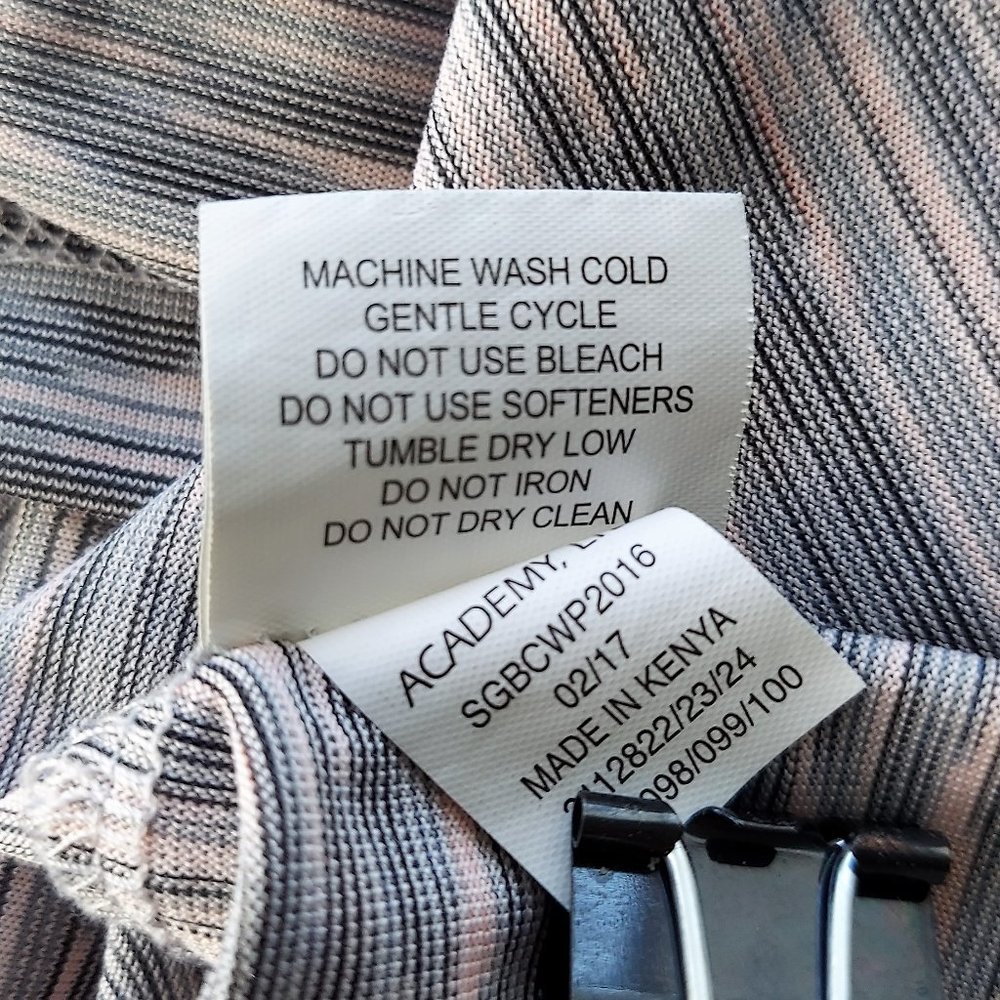 MACHINE WASH COLD
GENTLE CYCLE
DO NOT USE BLEACH
DO NOT USE SOFTENERS
TUMBLE DRY LOW
DO NOT IRON
DO NOT DRY CLEAN
ACADEMY,
SGBCWP2016
02/17
MADE IN KENYA